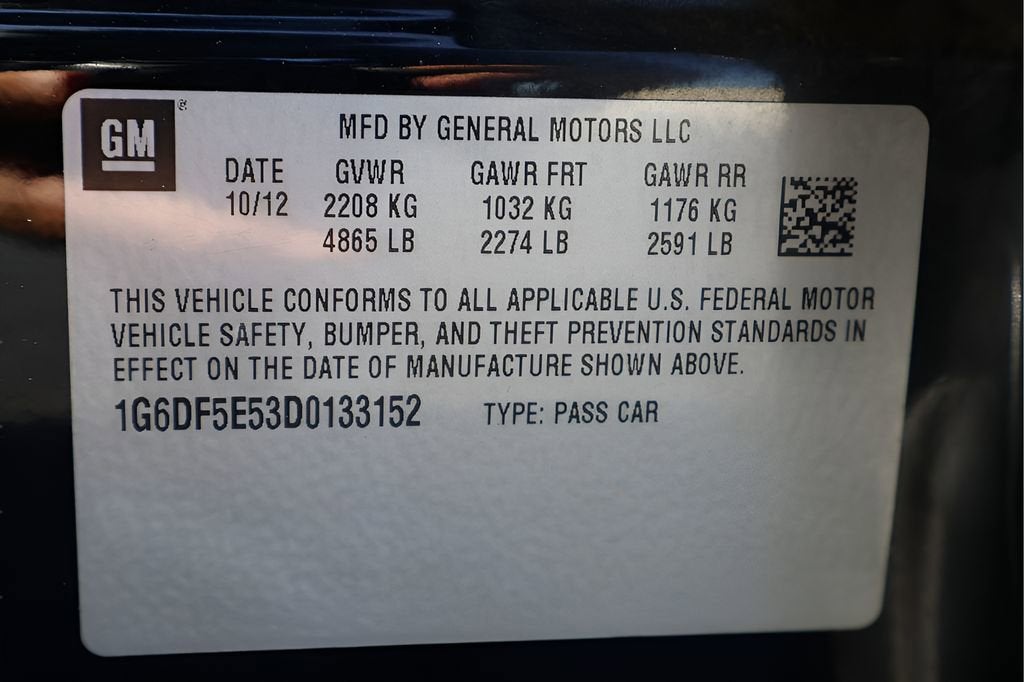 GM®
MFD BY GENERAL MOTORS LLC
DATE GVWR GAWR FRT GAWR RR
10/12 2208 KG 1032 KG 1176 KG
4865 LB 2274 LB 2591 LB
THIS VEHICLE CONFORMS TO ALL APPLICABLE U.S. FEDERAL MOTOR
VEHICLE SAFETY, BUMPER, AND THEFT PREVENTION STANDARDS IN
EFFECT ON THE DATE OF MANUFACTURE SHOWN ABOVE.
1G6DF5E53D0133152 TYPE: PASS CAR